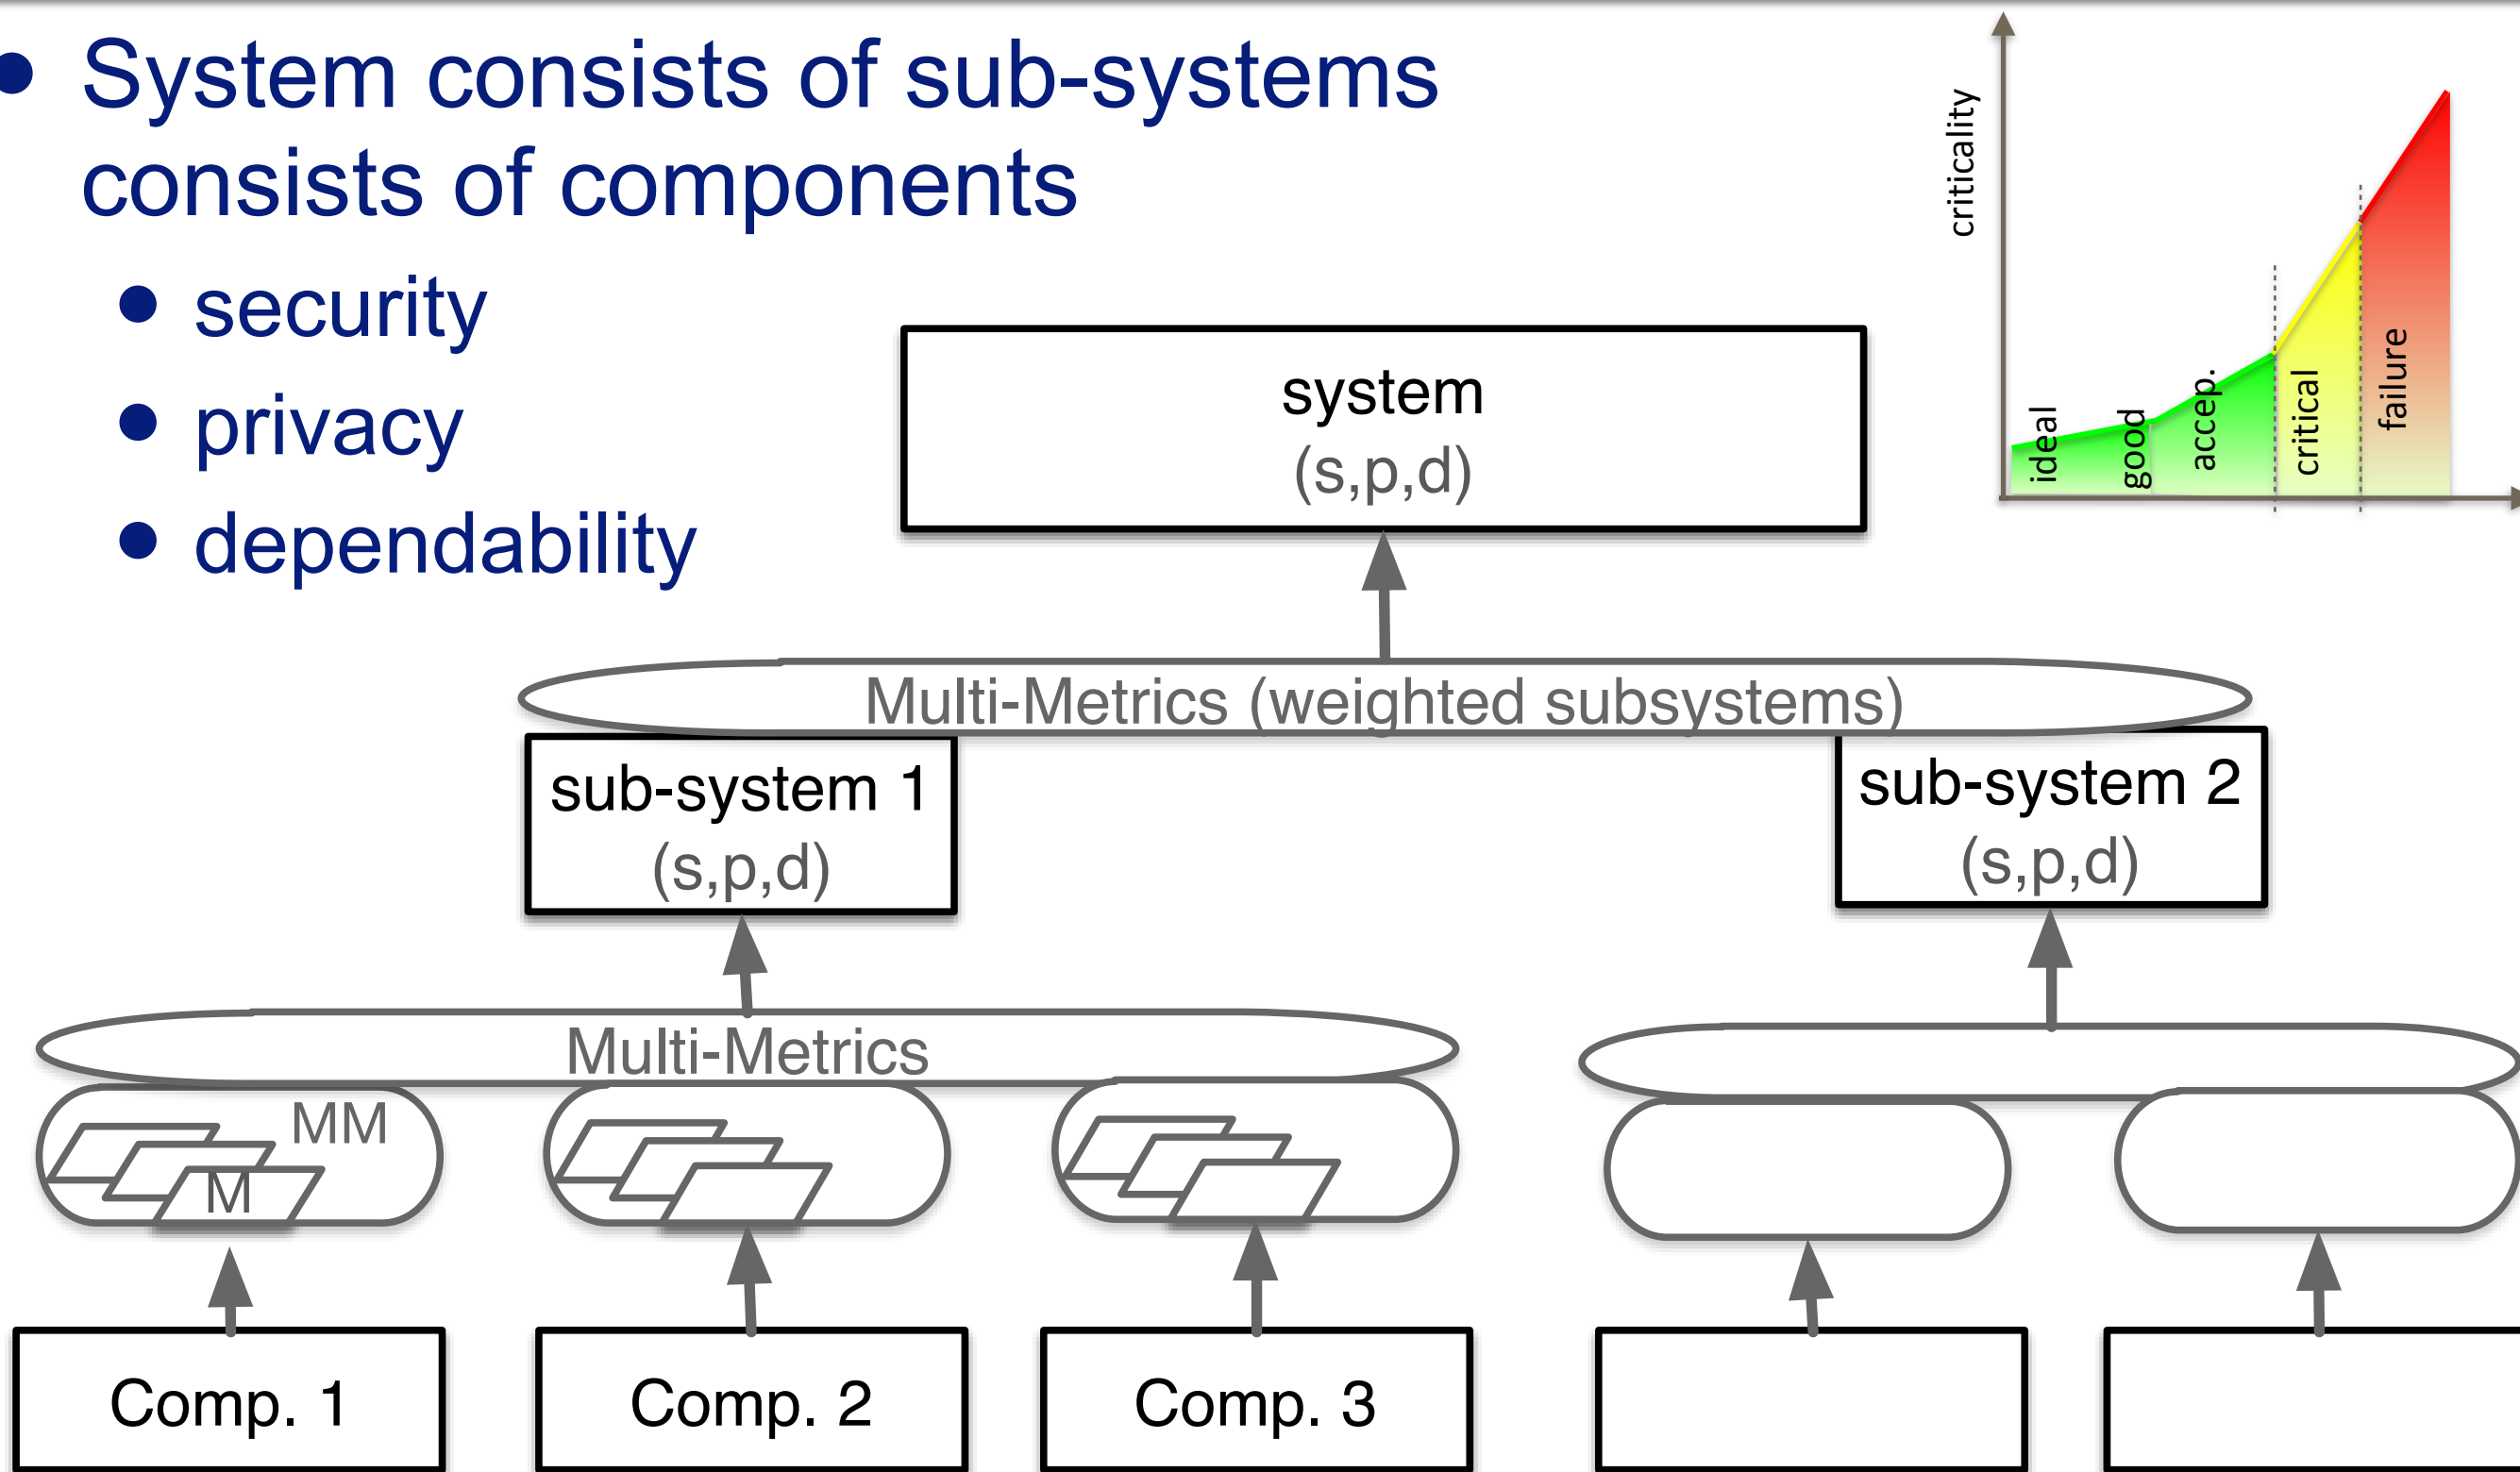 System consists of sub-systems
consists of components
security
privacy
dependability
criticality
ideal
good
accep.
critical
failure
system
(s,p,d)
Multi-Metrics (weighted subsystems)
sub-system 1
(s,p,d)
sub-system 2
(s,p,d)
Multi-Metrics
MM
M
Comp. 1
Comp. 2
Comp. 3